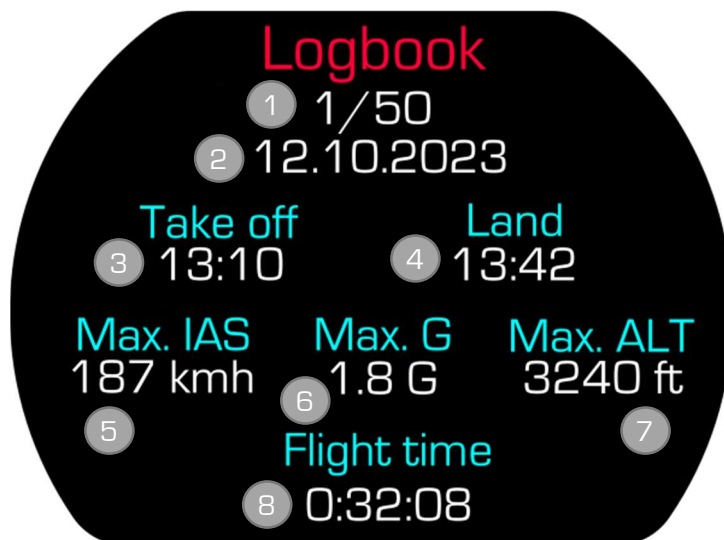 Logbook
1 1/50
2 12.10.2023
Take off Land
3 13:10 4 13:42
Max. IAS Max. G Max. ALT
187 kmh 1.8 G 3240 ft
5 6 7
Flight time
8 0:32:08